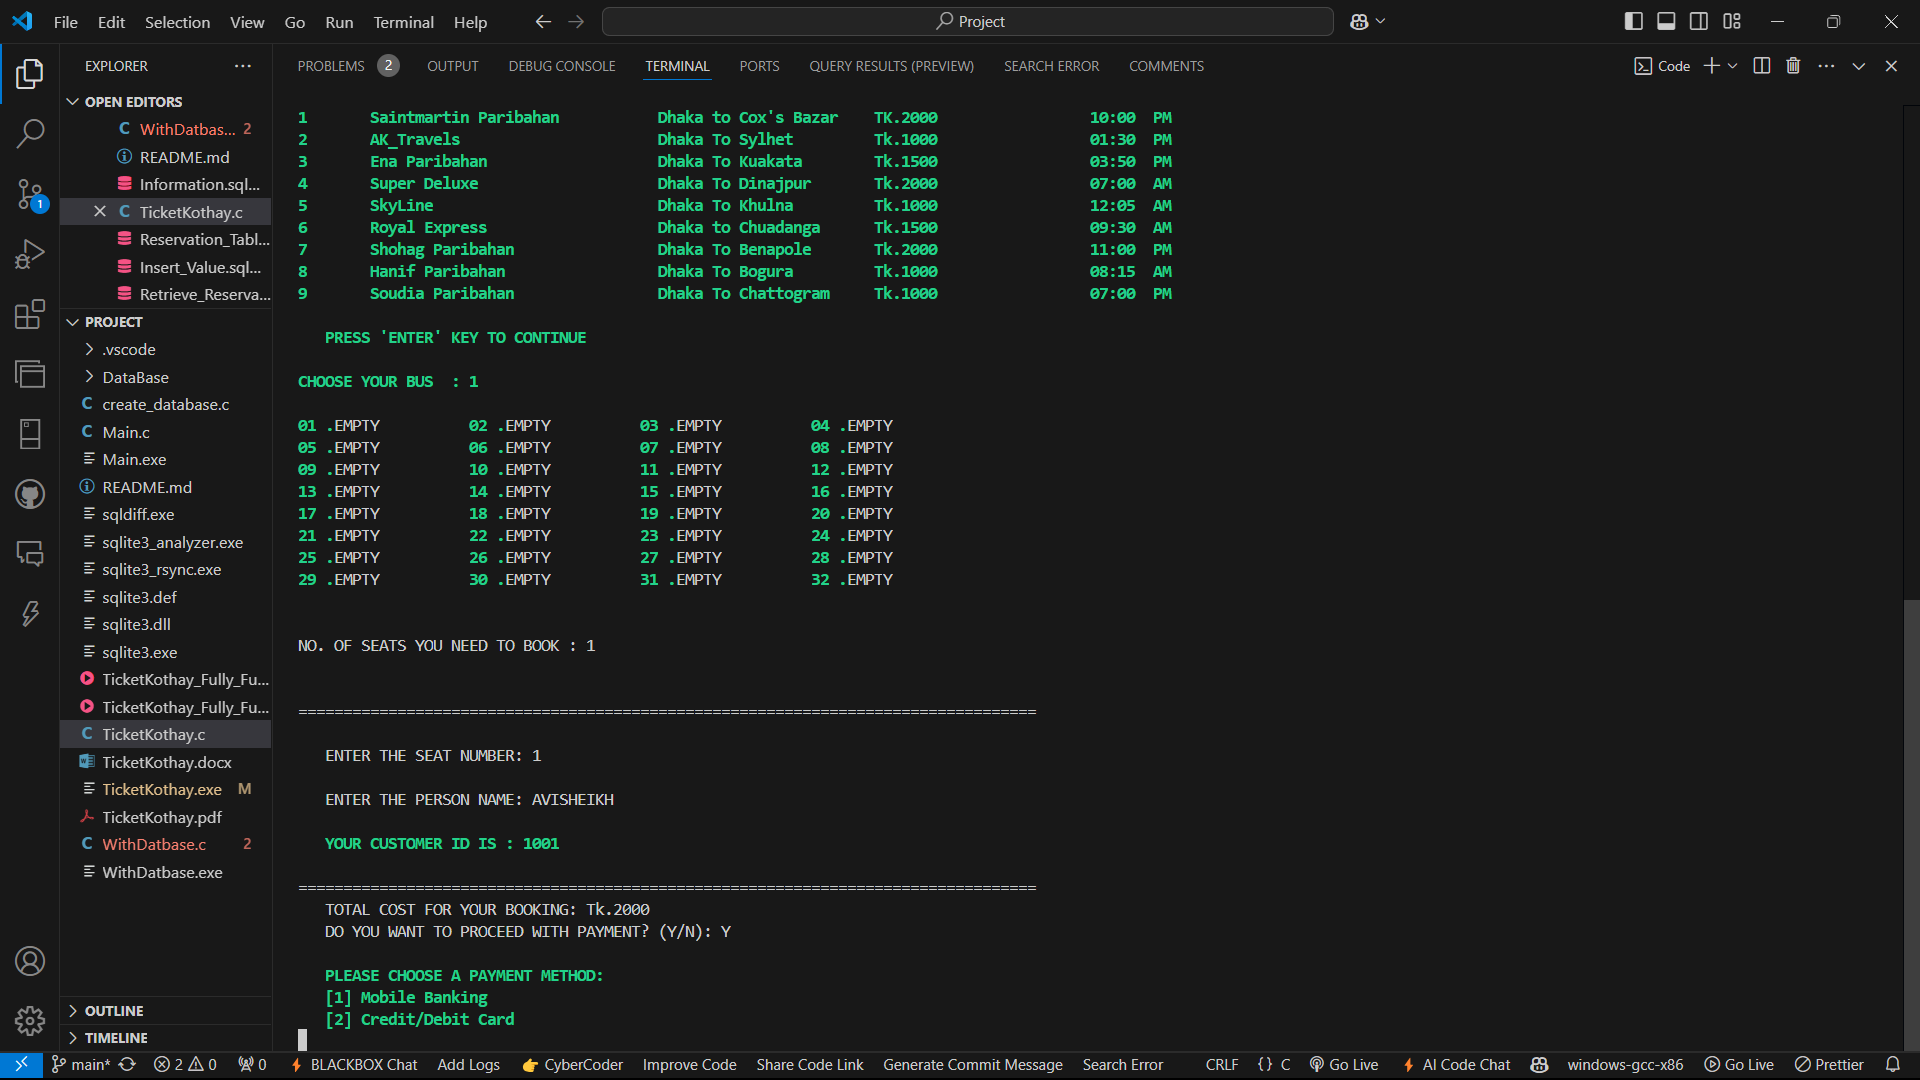 File Edit Selection View Go Run Terminal Help Project
EXPLORER
PROBLEMS 2 OUTPUT DEBUG CONSOLE TERMINAL PORTS QUERY RESULTS (PREVIEW) SEARCH ERROR COMMENTS Code
OPEN EDITORS
WithDatbas... 2
README.md
Information.sql...
TicketKothay.c
Reservation_Tabl...
Insert_Value.sql...
Retrieve_Reserva...
PROJECT
.vscode
DataBase
create_database.c
Main.c
Main.exe
README.md
sqldiff.exe
sqlite3_analyzer.exe
sqlite3_rsync.exe
sqlite3.def
sqlite3.dll
sqlite3.exe
TicketKothay_Fully_Fu...
TicketKothay_Fully_Fu...
TicketKothay.c
TicketKothay.docx
TicketKothay.exe M
TicketKothay.pdf
WithDatbase.c 2
WithDatbase.exe
OUTLINE
TIMELINE
1 Saintmartin Paribahan Dhaka to Cox's Bazar TK.2000 10:00 PM
2 AK_Travels Dhaka To Sylhet Tk.1000 01:30 PM
3 Ena Paribahan Dhaka To Kuakata Tk.1500 03:50 PM
4 Super Deluxe Dhaka To Dinajpur Tk.2000 07:00 AM
5 SkyLine Dhaka To Khulna Tk.1000 12:05 AM
6 Royal Express Dhaka to Chuadanga Tk.1500 09:30 AM
7 Shohag Paribahan Dhaka To Benapole Tk.2000 11:00 PM
8 Hanif Paribahan Dhaka To Bogura Tk.1000 08:15 AM
9 Soudia Paribahan Dhaka To Chattogram Tk.1000 07:00 PM
PRESS 'ENTER' KEY TO CONTINUE
CHOOSE YOUR BUS : 1
01 .EMPTY 02 .EMPTY 03 .EMPTY 04 .EMPTY
05 .EMPTY 06 .EMPTY 07 .EMPTY 08 .EMPTY
09 .EMPTY 10 .EMPTY 11 .EMPTY 12 .EMPTY
13 .EMPTY 14 .EMPTY 15 .EMPTY 16 .EMPTY
17 .EMPTY 18 .EMPTY 19 .EMPTY 20 .EMPTY
21 .EMPTY 22 .EMPTY 23 .EMPTY 24 .EMPTY
25 .EMPTY 26 .EMPTY 27 .EMPTY 28 .EMPTY
29 .EMPTY 30 .EMPTY 31 .EMPTY 32 .EMPTY
NO. OF SEATS YOU NEED TO BOOK : 1
==================================================================================
ENTER THE SEAT NUMBER: 1
ENTER THE PERSON NAME: AVISHEIKH
YOUR CUSTOMER ID IS : 1001
==================================================================================
TOTAL COST FOR YOUR BOOKING: Tk.2000
DO YOU WANT TO PROCEED WITH PAYMENT? (Y/N): Y
PLEASE CHOOSE A PAYMENT METHOD:
[1] Mobile Banking
[2] Credit/Debit Card
1
main* 2 0 0 BLACKBOX Chat Add Logs CyberCoder Improve Code Share Code Link Generate Commit Message Search Error CRLF {} C Go Live AI Code Chat windows-gcc-x86 Go Live Prettier